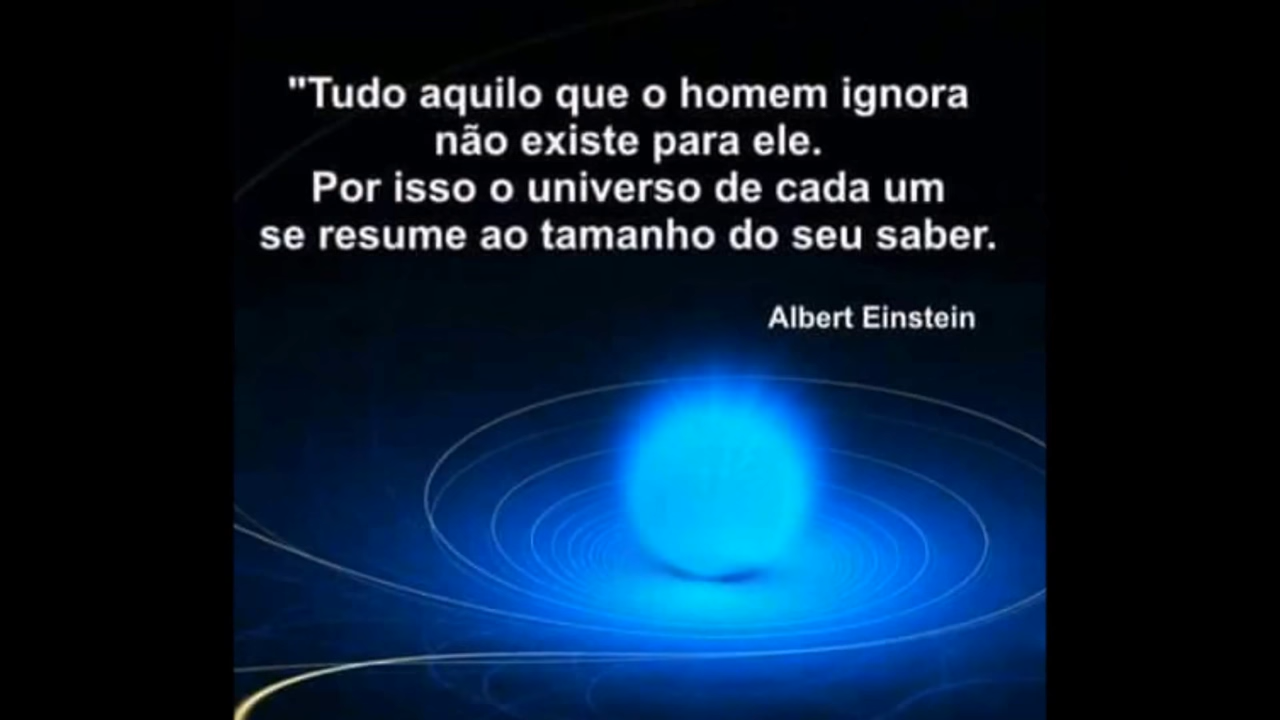 "Tudo aquilo que o homem ignora
não existe para ele.
Por isso o universo de cada um
se resume ao tamanho do seu saber.
Albert Einstein